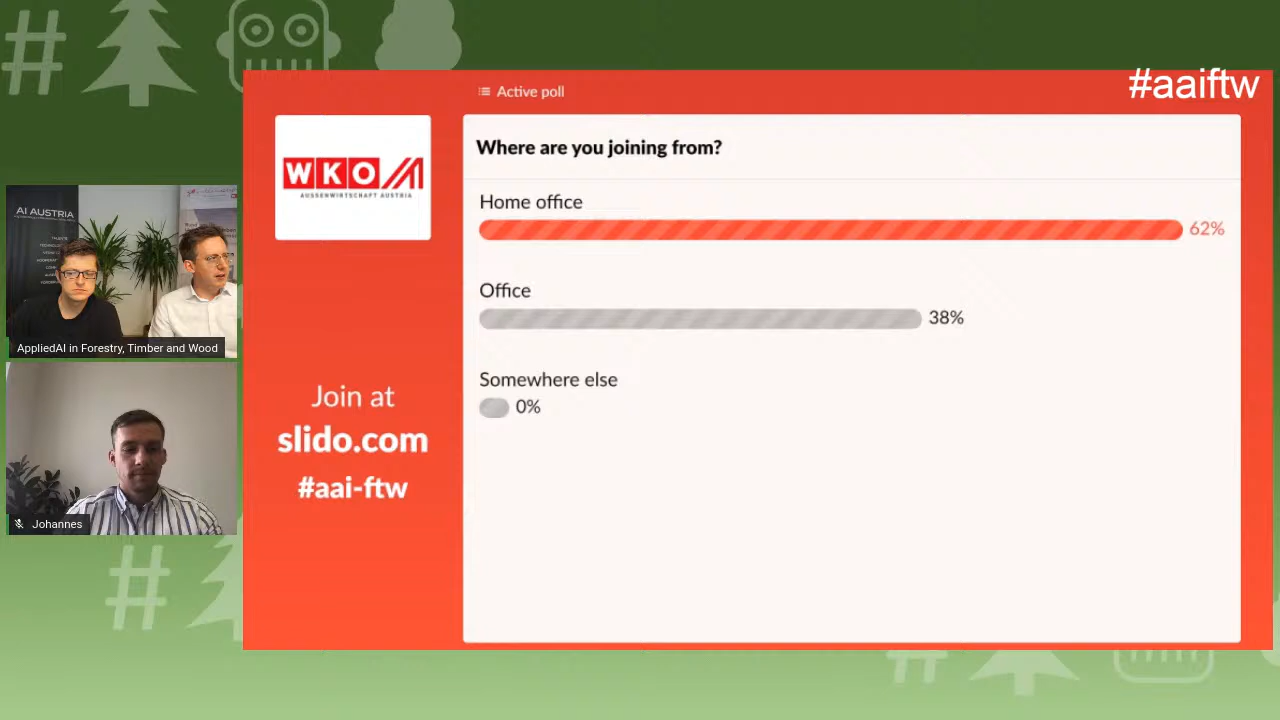 #aaiftw
Active poll
WKO
AUSSENWIRTSCHAFT AUSTRIA
Where are you joining from?
Home office
62%
Office
38%
Somewhere else
0%
Join at
slido.com
#aai-ftw
AI AUSTRIA
AppliedAI in Forestry, Timber and Wood
Johannes